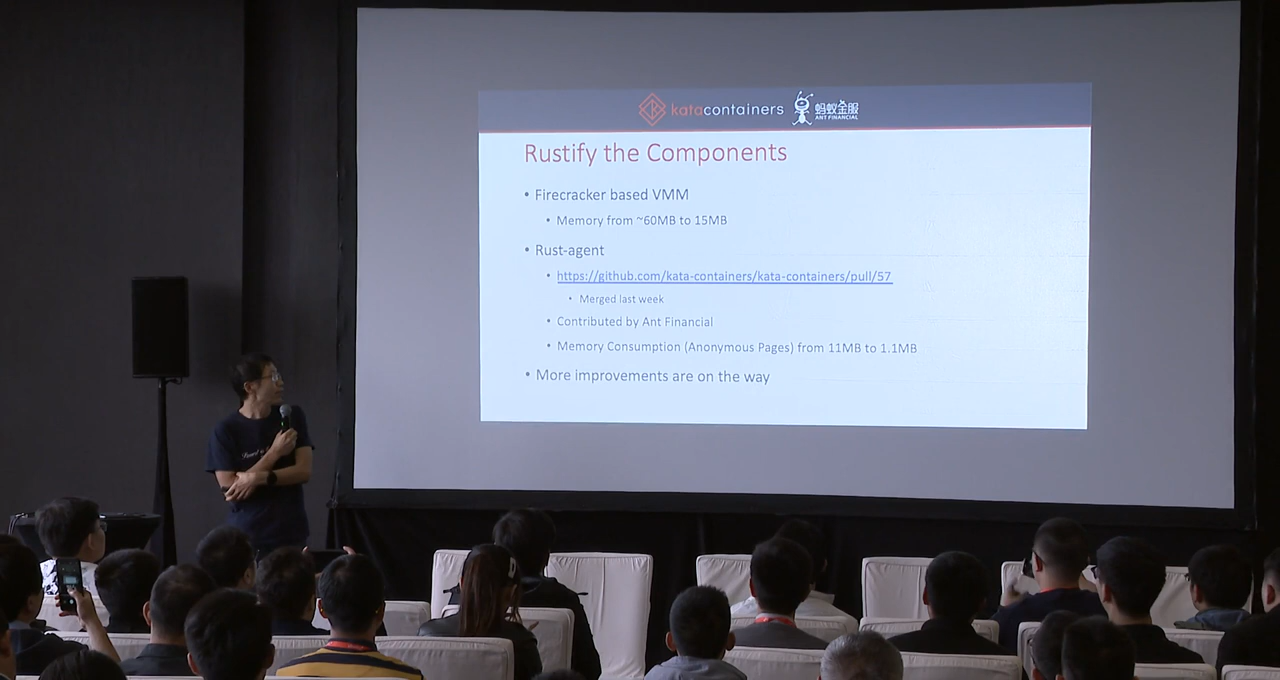 katacontainers
蚂蚁金服
ANT FINANCIAL
Rustify the Components
• Firecracker based VMM
• Memory from ~60MB to 15MB
• Rust-agent
• https://github.com/kata-containers/kata-containers/pull/57
• Merged last week
• Contributed by Ant Financial
• Memory Consumption (Anonymous Pages) from 11MB to 1.1MB
• More improvements are on the way